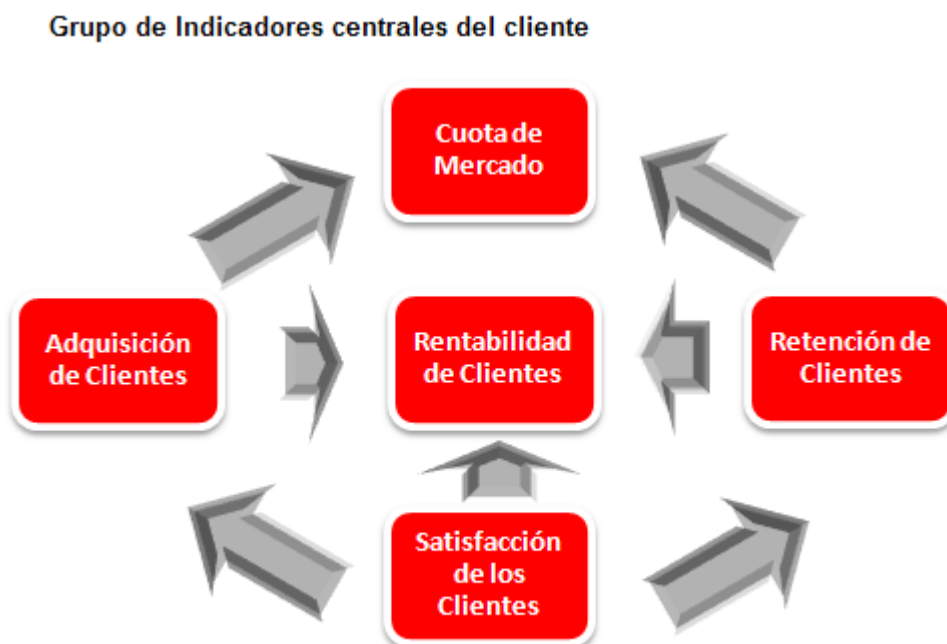 Grupo de Indicadores centrales del cliente
Cuota de
Mercado
Adquisición
de Clientes
Rentabilidad
de Clientes
Retención de
Clientes
Satisfacción
de los
Clientes